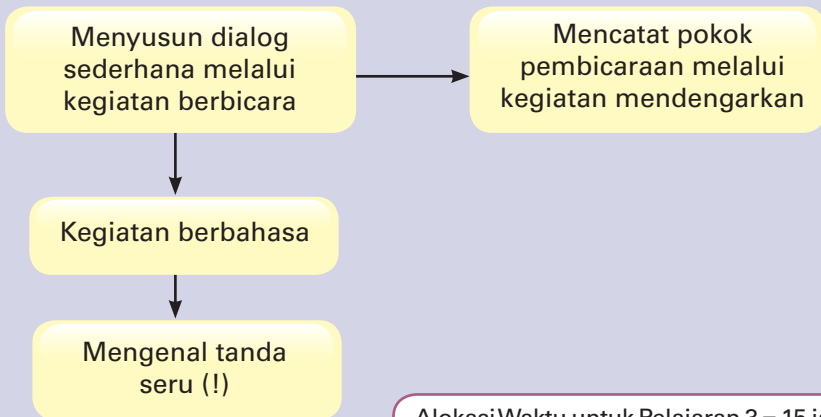 Menyusun dialog
sederhana melalui
kegiatan berbicara
Mencatat pokok
pembicaraan melalui
kegiatan mendengarkan
Kegiatan berbahasa
Mengenal tanda
seru (!)
Alokasi Waktu untuk Pelajaran 3 = 15